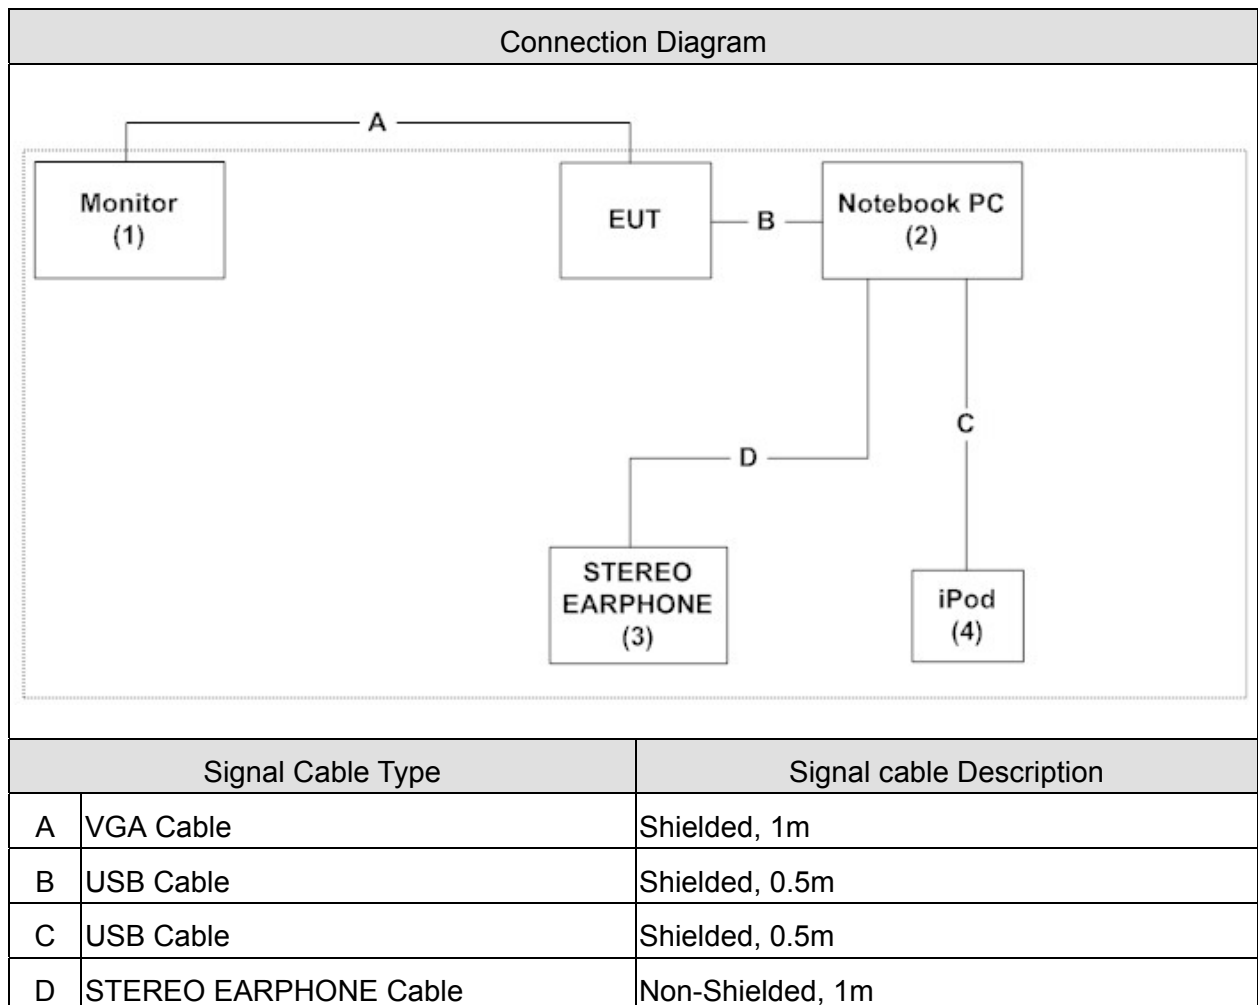 Connection Diagram
A
Monitor
(1)
EUT
B
Notebook PC
(2)
C
D
STEREO
EARPHONE
(3)
iPod
(4)
Signal Cable Type Signal cable Description
A VGA Cable Shielded, 1m
B USB Cable Shielded, 0.5m
C USB Cable Shielded, 0.5m
D STEREO EARPHONE Cable Non-Shielded, 1m